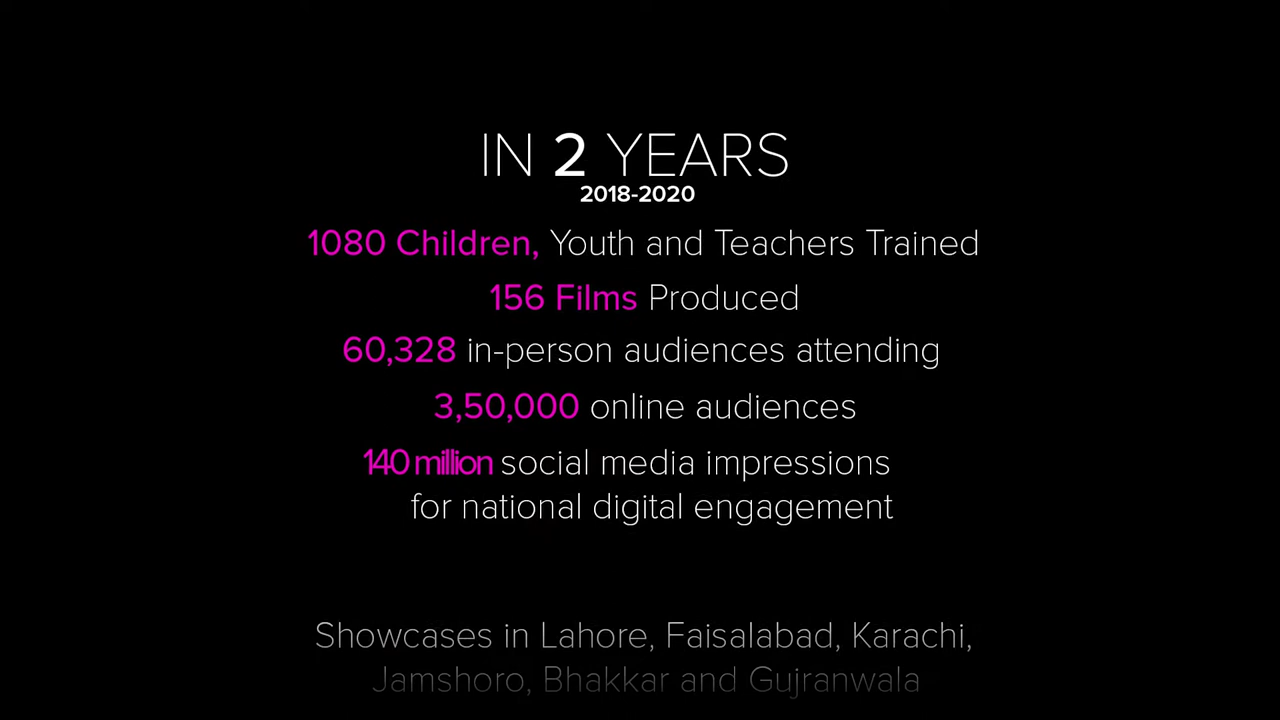 IN 2 YEARS
2018-2020
1080 Children, Youth and Teachers Trained
156 Films Produced
60,328 in-person audiences attending
3,50,000 online audiences
140 million social media impressions
for national digital engagement
Showcases in Lahore, Faisalabad, Karachi,
Jamshoro, Bhakkar and Gujranwala